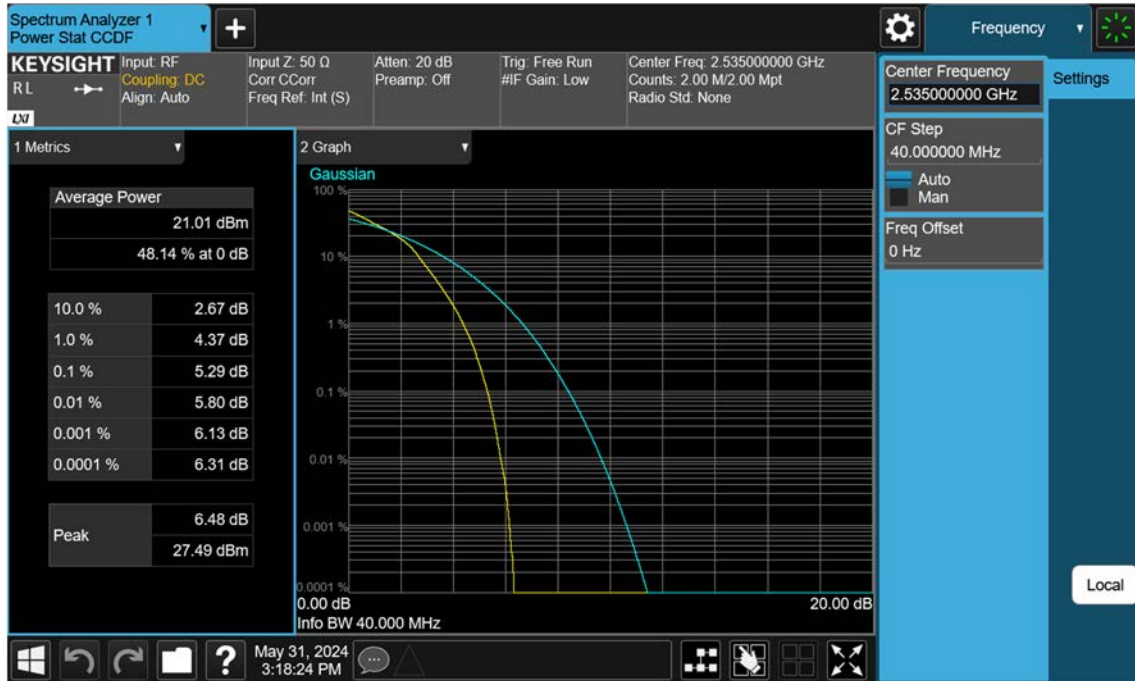 Spectrum Analyzer 1
Power Stat CCDF
Frequency
KEYSIGHT
R L
LXI
Input: RF
Coupling: DC
Align: Auto
Input Z: 50 Ω
Corr CCorr
Freq Ref: Int (S)
Atten: 20 dB
Preamp: Off
Trig: Free Run
#IF Gain: Low
Center Freq: 2.535000000 GHz
Counts: 2.00 M/2.00 Mpt
Radio Std: None
Center Frequency
2.535000000 GHz
Settings
CF Step
40.000000 MHz
Auto
Man
Freq Offset
0 Hz
Local
1 Metrics
Average Power
21.01 dBm
48.14 % at 0 dB
10.0 % 2.67 dB
1.0 % 4.37 dB
0.1 % 5.29 dB
0.01 % 5.80 dB
0.001 % 6.13 dB
0.0001 % 6.31 dB
Peak
6.48 dB
27.49 dBm
2 Graph
Gaussian
100 %
10 %
1 %
0.1 %
0.01 %
0.001 %
0.0001 %
0.00 dB 20.00 dB
Info BW 40.000 MHz
?
May 31, 2024
3:18:24 PM